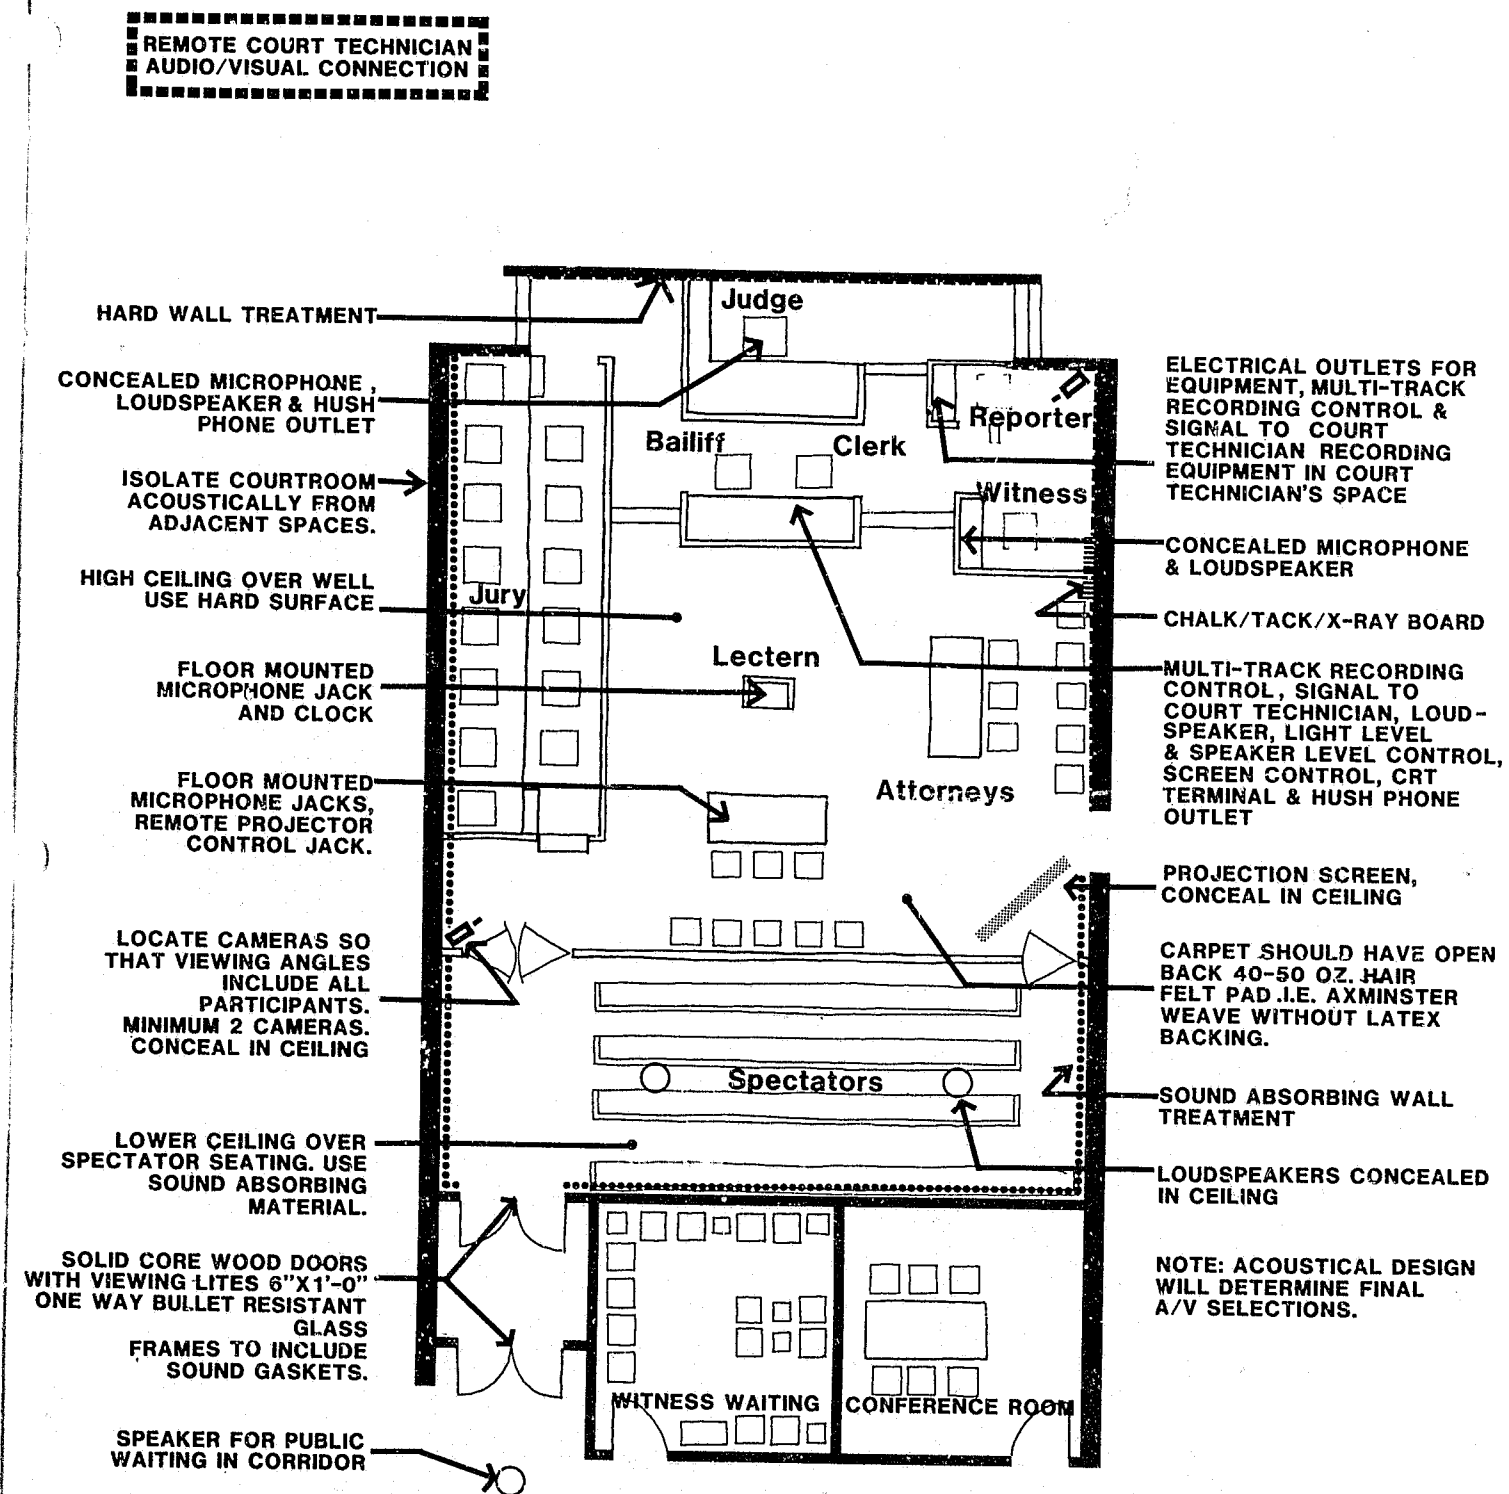 REMOTE COURT TECHNICIAN
AUDIO/VISUAL CONNECTION
HARD WALL TREATMENT
CONCEALED MICROPHONE,
LOUDSPEAKER & HUSH
PHONE OUTLET
ISOLATE COURTROOM
ACOUSTICALLY FROM
ADJACENT SPACES.
HIGH CEILING OVER WELL
USE HARD SURFACE
FLOOR MOUNTED
MICROPHONE JACK
AND CLOCK
FLOOR MOUNTED
MICROPHONE JACKS,
REMOTE PROJECTOR
CONTROL JACK.
LOCATE CAMERAS SO
THAT VIEWING ANGLES
INCLUDE ALL
PARTICIPANTS.
MINIMUM 2 CAMERAS.
CONCEAL IN CEILING
LOWER CEILING OVER
SPECTATOR SEATING. USE
SOUND ABSORBING
MATERIAL.
SOLID CORE WOOD DOORS
WITH VIEWING LITES 6"X1'-0"
ONE WAY BULLET RESISTANT
GLASS
FRAMES TO INCLUDE
SOUND GASKETS.
SPEAKER FOR PUBLIC
WAITING IN CORRIDOR
Judge
Bailiff
Clerk
Reporter
Witness
Jury
Lectern
Attorneys
Spectators
WITNESS WAITING
CONFERENCE ROOM
ELECTRICAL OUTLETS FOR
EQUIPMENT, MULTI-TRACK
RECORDING CONTROL &
SIGNAL TO COURT
TECHNICIAN RECORDING
EQUIPMENT IN COURT
TECHNICIAN'S SPACE
CONCEALED MICROPHONE
& LOUDSPEAKER
CHALK/TACK/X-RAY BOARD
MULTI-TRACK RECORDING
CONTROL, SIGNAL TO
COURT TECHNICIAN, LOUD-
SPEAKER, LIGHT LEVEL
& SPEAKER LEVEL CONTROL,
SCREEN CONTROL, CRT
TERMINAL & HUSH PHONE
OUTLET
PROJECTION SCREEN,
CONCEAL IN CEILING
CARPET SHOULD HAVE OPEN
BACK 40-50 OZ. HAIR
FELT PAD .I.E. AXMINSTER
WEAVE WITHOUT LATEX
BACKING.
SOUND ABSORBING WALL
TREATMENT
LOUDSPEAKERS CONCEALED
IN CEILING
NOTE: ACOUSTICAL DESIGN
WILL DETERMINE FINAL
A/V SELECTIONS.